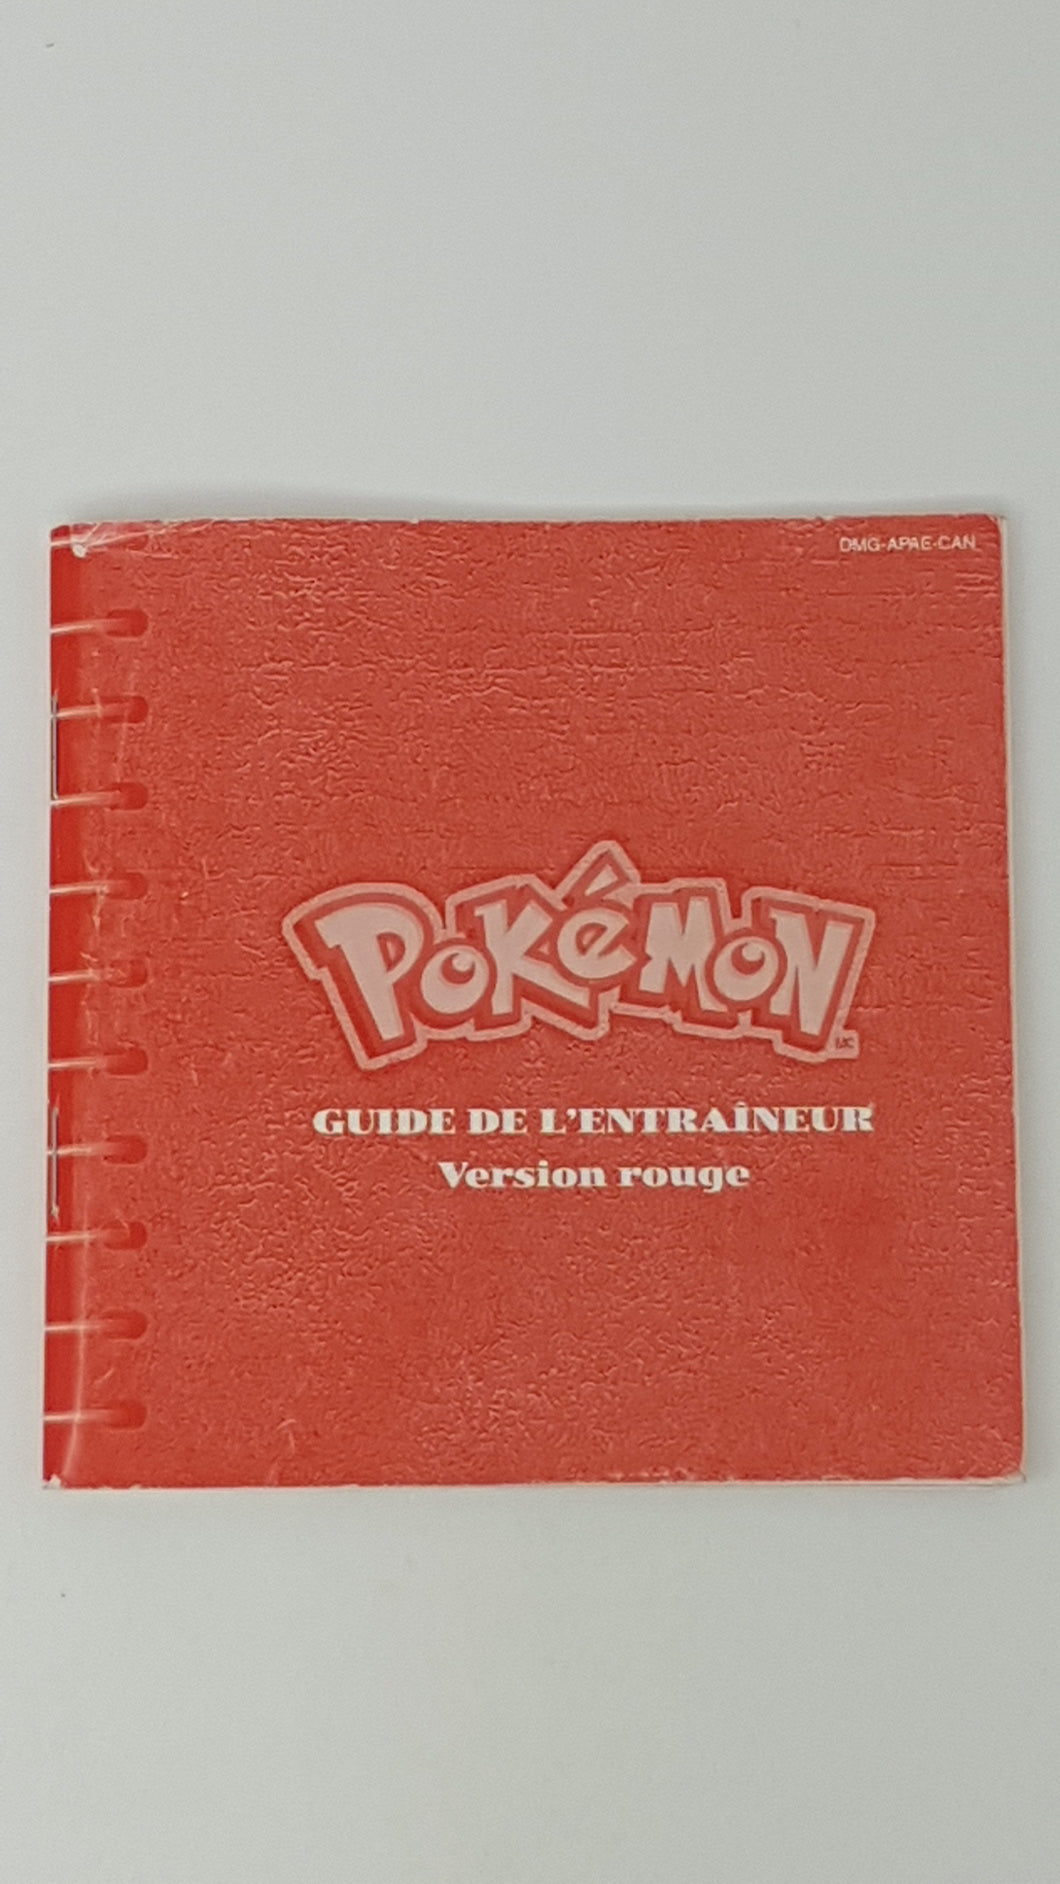 DMG-APAE-CAN
POKéMON
GUIDE DE L'ENTRAÎNEUR
Version rouge